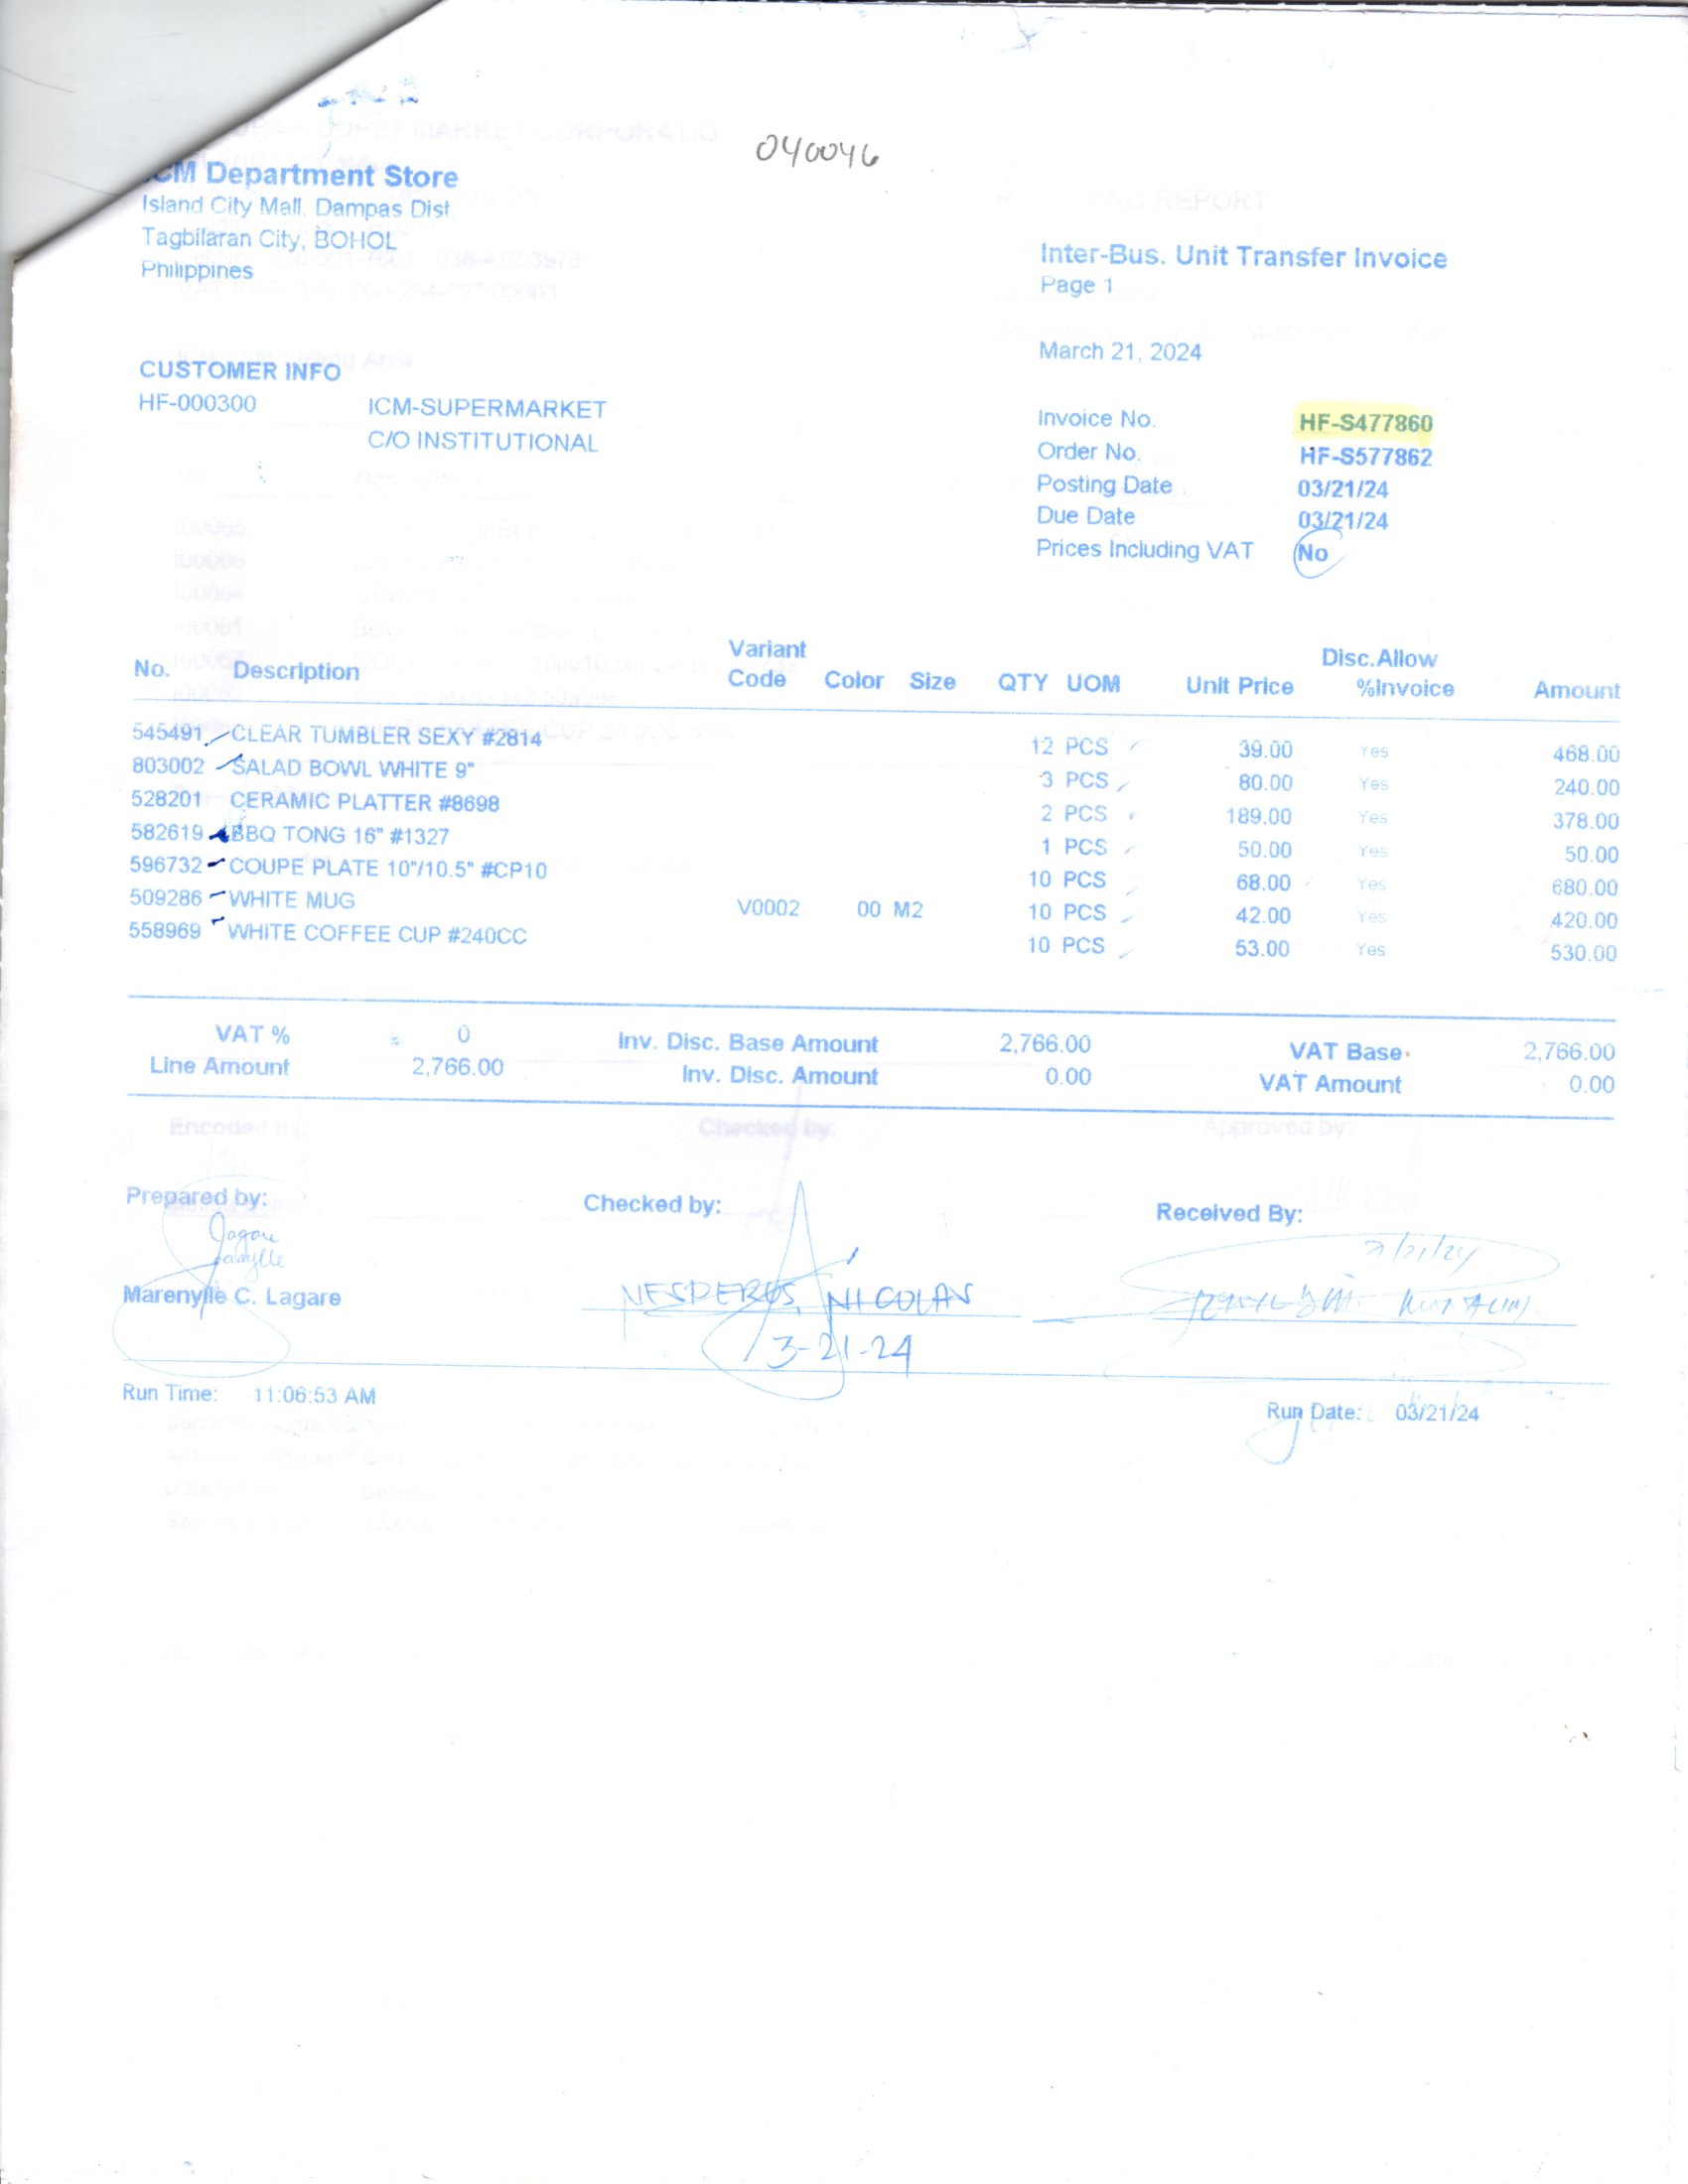 040046
ICM Department Store
Island City Mall, Dampas Dist
Tagbilaran City, BOHOL
Philippines
Inter-Bus. Unit Transfer Invoice
Page 1
March 21, 2024
CUSTOMER INFO
HF-000300 ICM-SUPERMARKET
C/O INSTITUTIONAL
Invoice No. HF-S477860
Order No. HF-S577862
Posting Date 03/21/24
Due Date 03/21/24
Prices Including VAT No
No. Description Variant Code Color Size QTY UOM Unit Price Disc.Allow %Invoice Amount
545491 CLEAR TUMBLER SEXY #2814 12 PCS 39.00 Yes 468.00
803002 SALAD BOWL WHITE 9" 3 PCS 80.00 Yes 240.00
528201 CERAMIC PLATTER #8698 2 PCS 189.00 Yes 378.00
582619 BBQ TONG 16" #1327 1 PCS 50.00 Yes 50.00
596732 COUPE PLATE 10"/10.5" #CP10 10 PCS 68.00 Yes 680.00
509286 WHITE MUG V0002 00 M2 10 PCS 42.00 Yes 420.00
558969 WHITE COFFEE CUP #240CC 10 PCS 53.00 Yes 530.00
VAT % 0 Inv. Disc. Base Amount 2,766.00 VAT Base 2,766.00
Line Amount 2,766.00 Inv. Disc. Amount 0.00 VAT Amount 0.00
Prepared by: Checked by: Received By:
Marenylle C. Lagare NESPEROS, NICOLAS
3-21-24
Run Time: 11:06:53 AM Run Date: 03/21/24